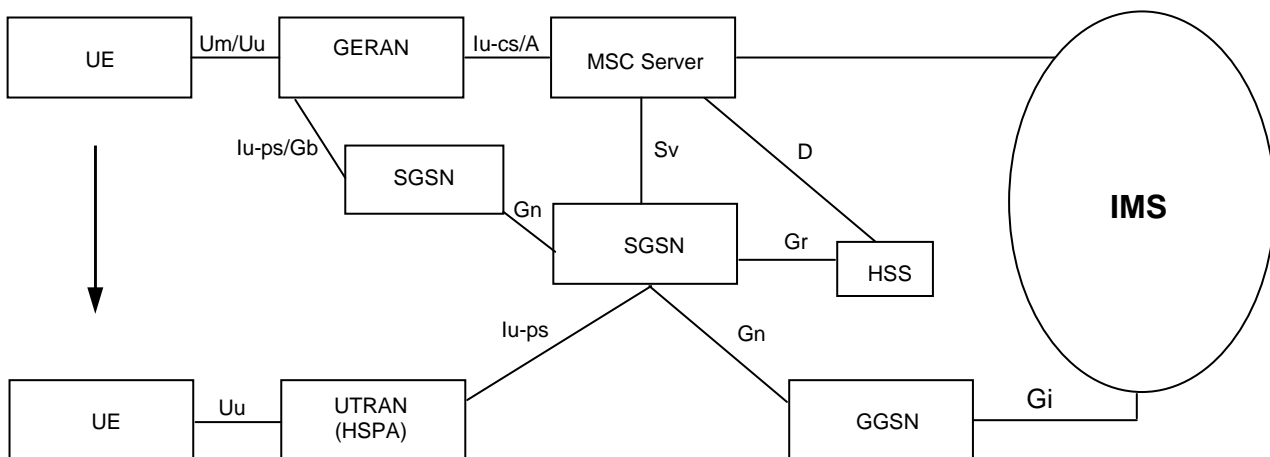 UE
Um/Uu
GERAN
Iu-cs/A
MSC Server
Iu-ps/Gb
SGSN
Gn
Sv
D
IMS
SGSN
Gr
HSS
Iu-ps
Gn
UE
Uu
UTRAN
(HSPA)
GGSN
Gi